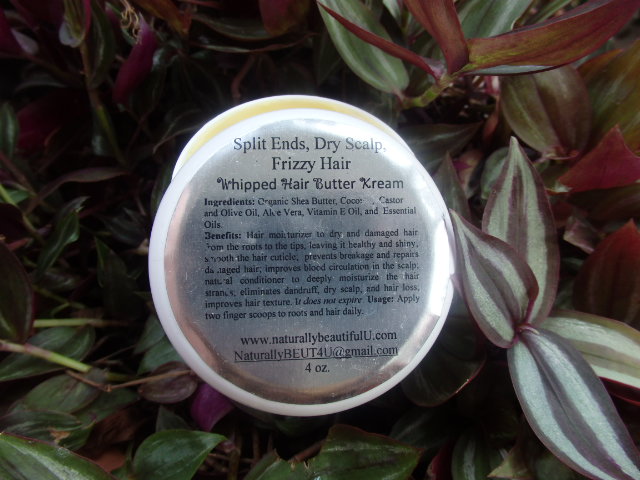 Split Ends, Dry Scalp,
Frizzy Hair
Whipped Hair Butter Kream
Ingredients: Organic Shea Butter, Castor
and Olive Oil, Aloe Vera, Vitamin E Oil, and Essential
Oils.
Benefits: Hair moisturizer to dry and damaged hair
from the roots to the tips, leaving it healthy and shiny,
smooth the hair cuticle, prevents breakage and repairs
damaged hair; improves blood circulation in the scalp;
natural conditioner to deeply moisturize the hair
strands; eliminates dandruff, dry scalp, and hair loss,
improves hair texture. It does not expire Usage: Apply
two finger scoops to roots and hair daily.
www.naturallybeautifulU.com
NaturallyBEUT4U@gmail.com
4 oz.